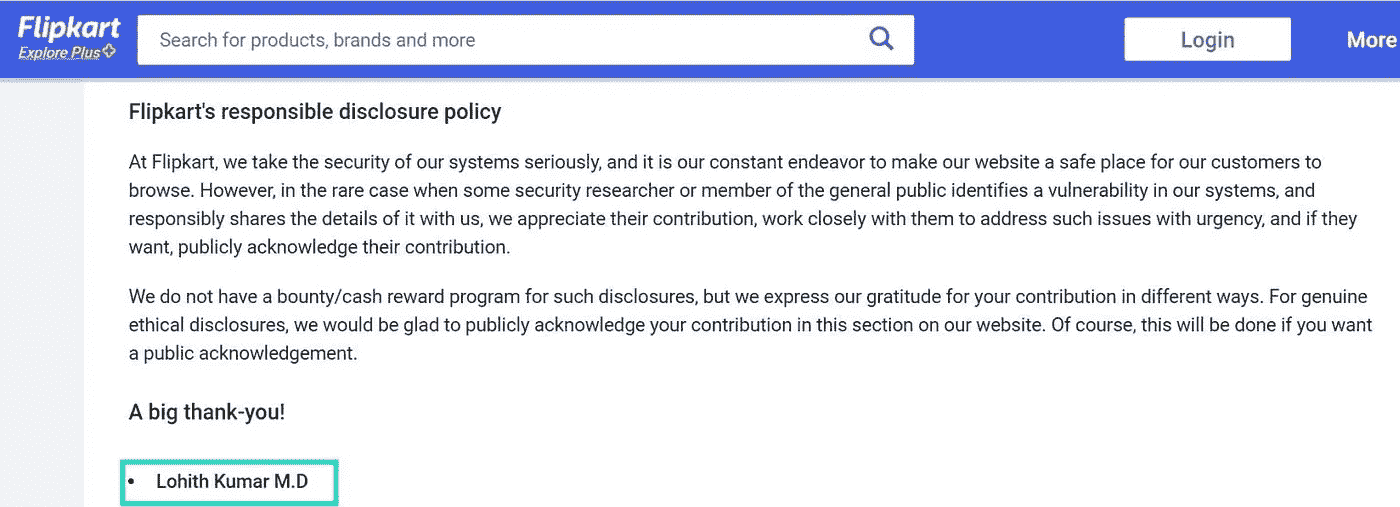 Flipkart
Explore Plus
Search for products, brands and more
Login
More
Flipkart's responsible disclosure policy
At Flipkart, we take the security of our systems seriously, and it is our constant endeavor to make our website a safe place for our customers to
browse. However, in the rare case when some security researcher or member of the general public identifies a vulnerability in our systems, and
responsibly shares the details of it with us, we appreciate their contribution, work closely with them to address such issues with urgency, and if they
want, publicly acknowledge their contribution.
We do not have a bounty/cash reward program for such disclosures, but we express our gratitude for your contribution in different ways. For genuine
ethical disclosures, we would be glad to publicly acknowledge your contribution in this section on our website. Of course, this will be done if you want
a public acknowledgement.
A big thank-you!
• Lohith Kumar M.D